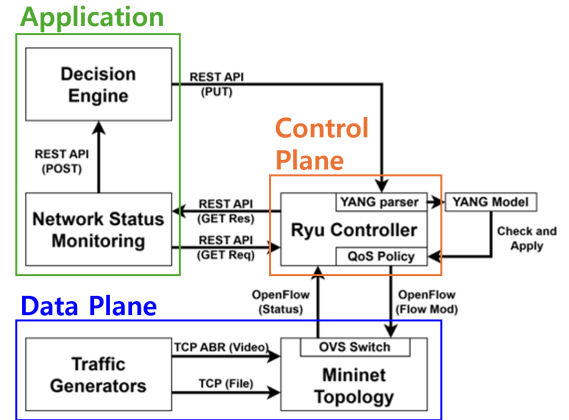 Application
Decision
Engine
REST API
(PUT)
REST API
(POST)
Control
Plane
Network Status
Monitoring
REST API
(GET Res)
REST API
(GET Req)
YANG parser
Ryu Controller
QoS Policy
YANG Model
Check and
Apply
OpenFlow
(Status)
OpenFlow
(Flow Mod)
Data Plane
Traffic
Generators
TCP ABR (Video)
TCP (File)
OVS Switch
Mininet
Topology